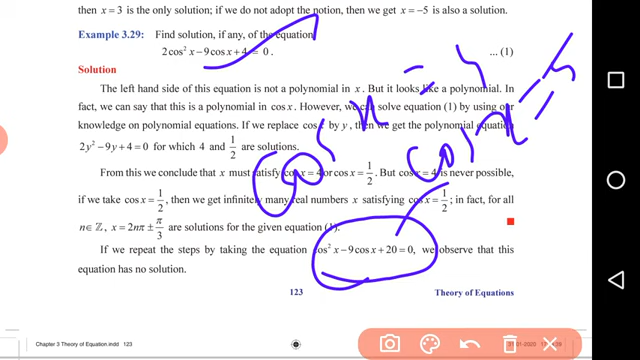 then x = 3 is the only solution; if we do not adopt the notion, then we get x = −5 is also a solution.
Example 3.29: Find solution, if any, of the equation
2cos² x − 9cos x + 4 = 0. ... (1)
Solution
The left hand side of this equation is not a polynomial in x. But it looks like a polynomial. In
fact, we can say that this is a polynomial in cos x. However, we can solve equation (1) by using our
knowledge on polynomial equations. If we replace cos x by y, then we get the polynomial equation
2y² − 9y + 4 = 0 for which 4 and 1/2 are solutions.
From this we conclude that x must satisfy cos x = 4 or cos x = 1/2. But cos x = 4 is never possible,
if we take cos x = 1/2, then we get infinitely many real numbers x satisfying cos x = 1/2; in fact, for all
n ∈ ℤ, x = 2nπ ± π/3 are solutions for the given equation (1).
If we repeat the steps by taking the equation cos² x − 9cos x + 20 = 0, we observe that this
equation has no solution.
cos x = 4
cos x = 5
123 Theory of Equations
Chapter 3 Theory of Equation.indd 123